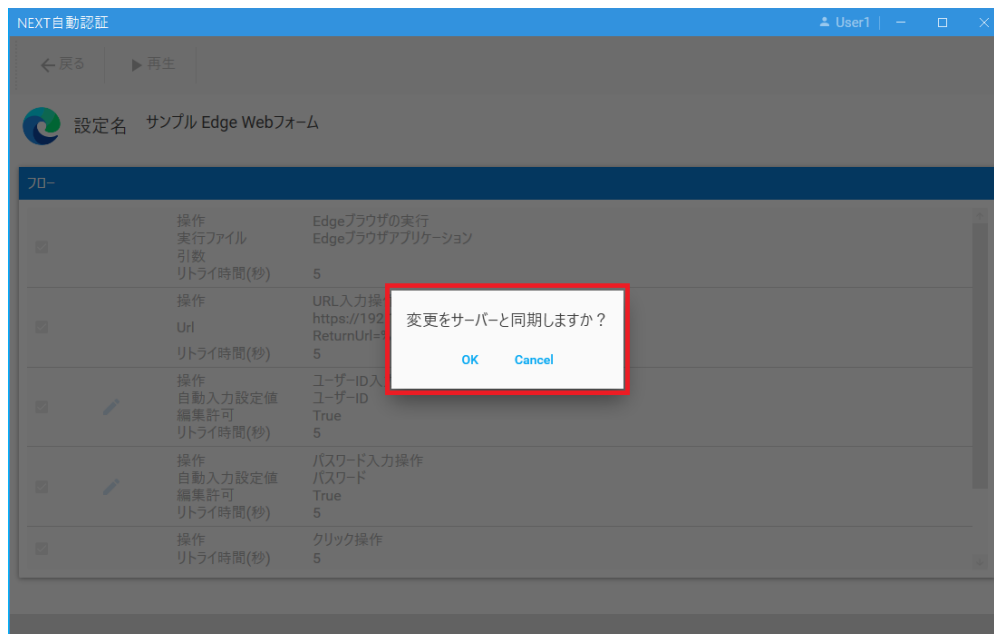 NEXT自動認証
User1
戻る
再生
設定名 サンプル Edge Webフォーム
フロー
操作 Edgeブラウザの実行
実行ファイル Edgeブラウザアプリケーション
引数
リトライ時間(秒) 5
操作 URL入力操
Url https://192
ReturnUrl=
リトライ時間(秒) 5
変更をサーバーと同期しますか？
OK Cancel
操作 ユーザーID入
自動入力設定値 ユーザーID
編集許可 True
リトライ時間(秒) 5
操作 パスワード入力操作
自動入力設定値 パスワード
編集許可 True
リトライ時間(秒) 5
操作 クリック操作
リトライ時間(秒) 5